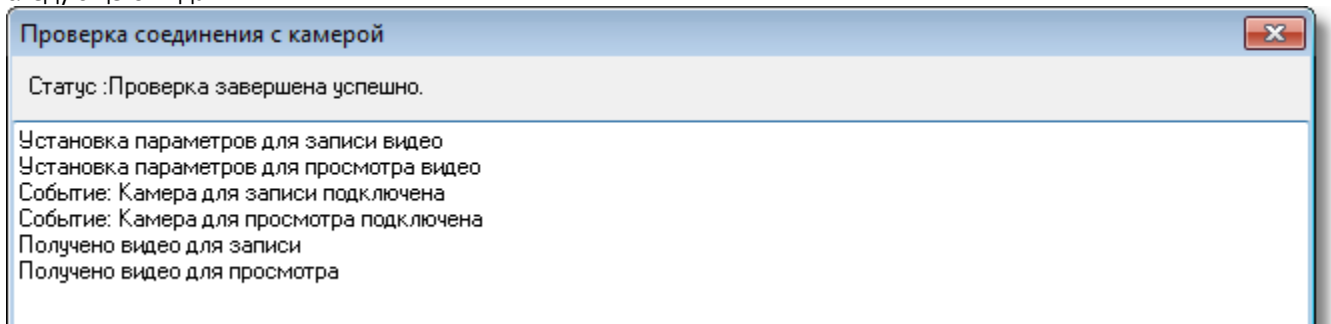 Проверка соединения с камерой
Статус :Проверка завершена успешно.
Установка параметров для записи видео
Установка параметров для просмотра видео
Событие: Камера для записи подключена
Событие: Камера для просмотра подключена
Получено видео для записи
Получено видео для просмотра